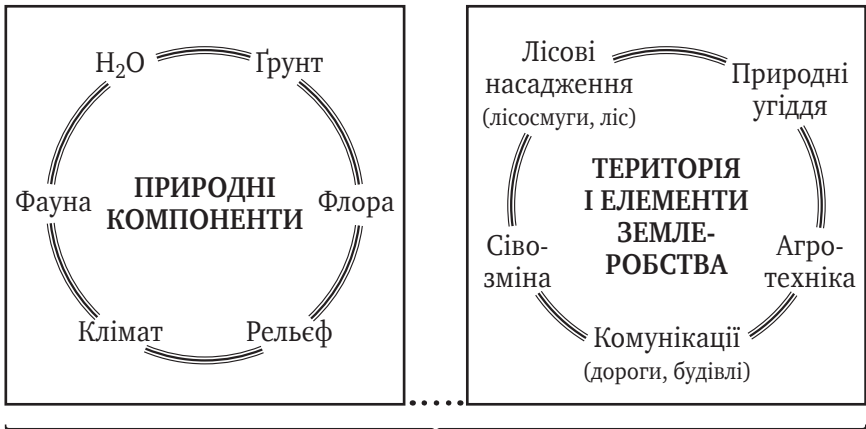 H₂O
Ґрунт
Фауна
ПРИРОДНІ
КОМПОНЕНТИ
Флора
Клімат
Рельєф
Лісові
насадження
(лісосмуги, ліс)
Природні
угіддя
ТЕРИТОРІЯ
І ЕЛЕМЕНТИ
ЗЕМЛЕ-
РОБСТВА
Сіво-
зміна
Агро-
техніка
Комунікації
(дороги, будівлі)